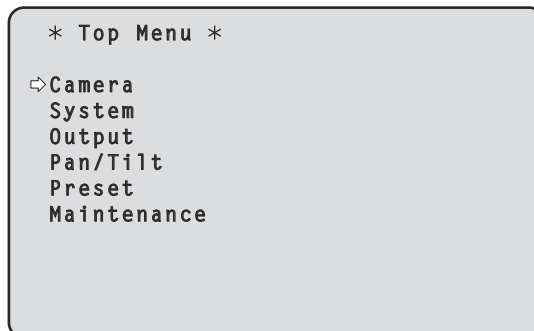 * Top Menu *
⇨Camera
System
Output
Pan/Tilt
Preset
Maintenance